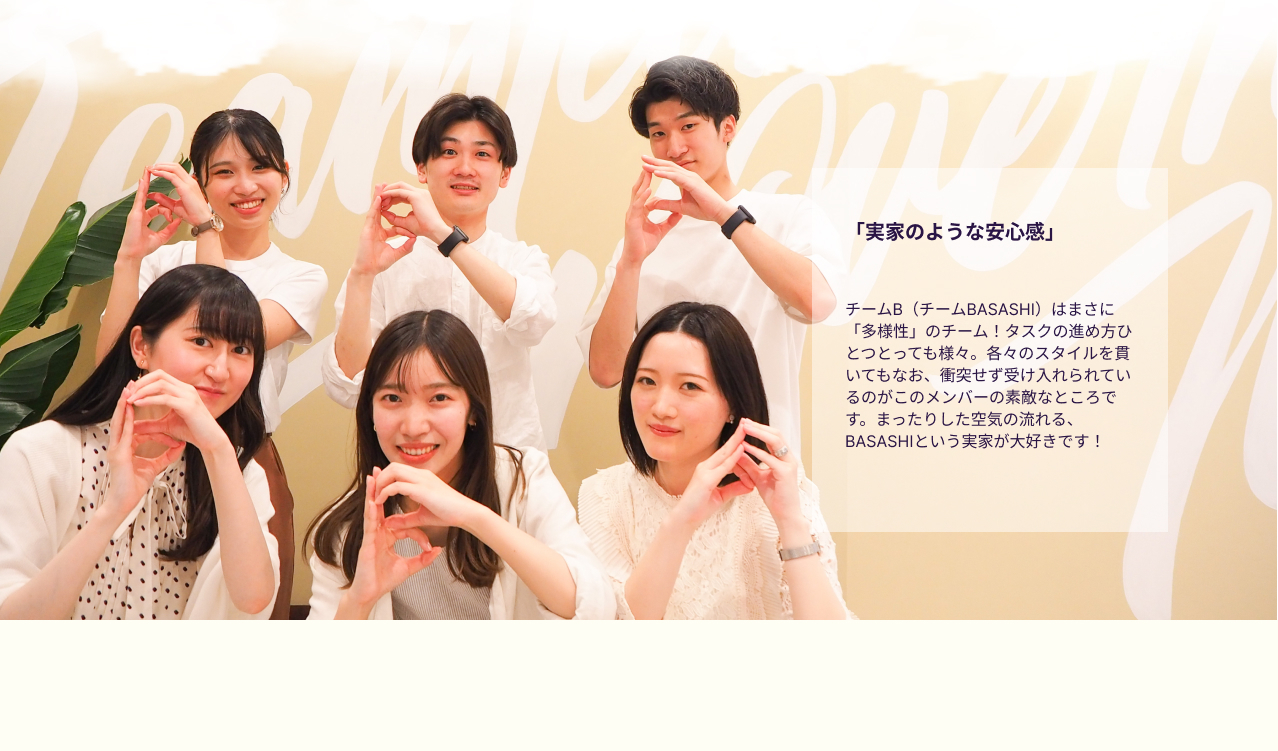 「実家のような安心感」
チームB(チームBASASHI)はまさに
「多様性」のチーム！タスクの進め方ひ
とつとっても様々。各々のスタイルを貫
いてもなお、衝突せず受け入れられてい
るのがこのメンバーの素敵なところで
す。まったりした空気の流れる、
BASASHIという実家が大好きです！